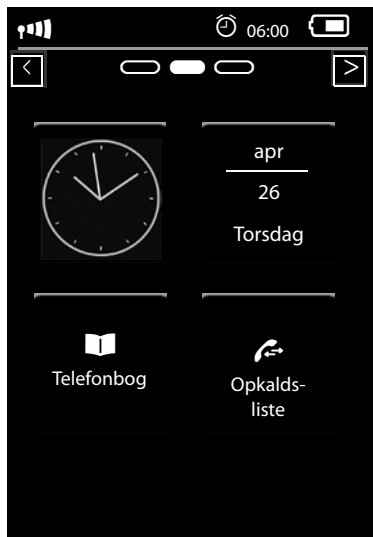 06:00
< >
apr
26
Torsdag
Telefonbog
Opkalds-
liste